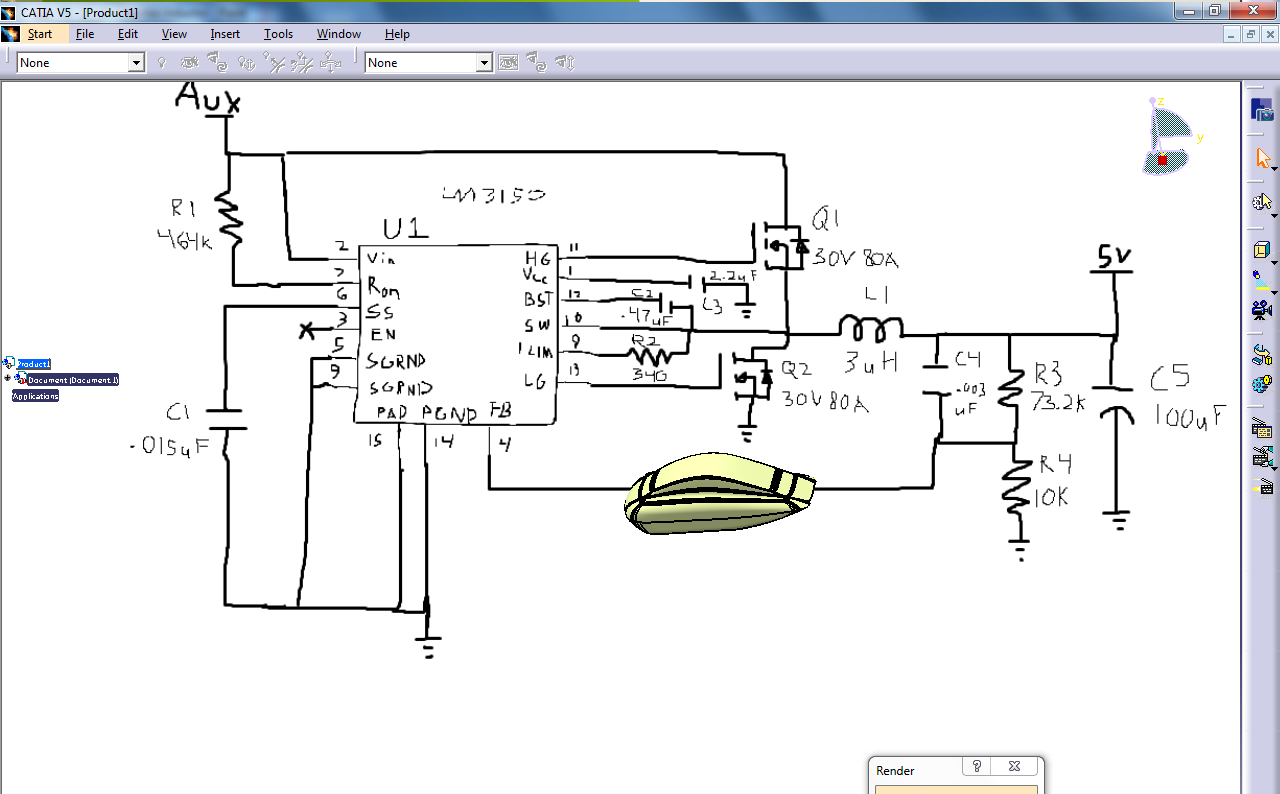 CATIA V5 - [Product1]
Start File Edit View Insert Tools Window Help
None None
Aux
z
y
LM3150
R1
464k
U1
Q1
30V 80A
2 Vin
7 Ron
6 SS
3 EN
5 SGRND
9 SGRND
HG 11
Vcc 1
BST 12
SW 10
ILIM 8
LG 13
2.2uF
C3
C2
.47uF
R2
340
L1
3uH
5V
Q2
30V 80A
C4
.003
uF
R3
73.2K
C5
100uF
Product1
Document (Document.1)
Applications
C1
.015uF
PAD PGND FB
15 14 4
R4
10K
Render